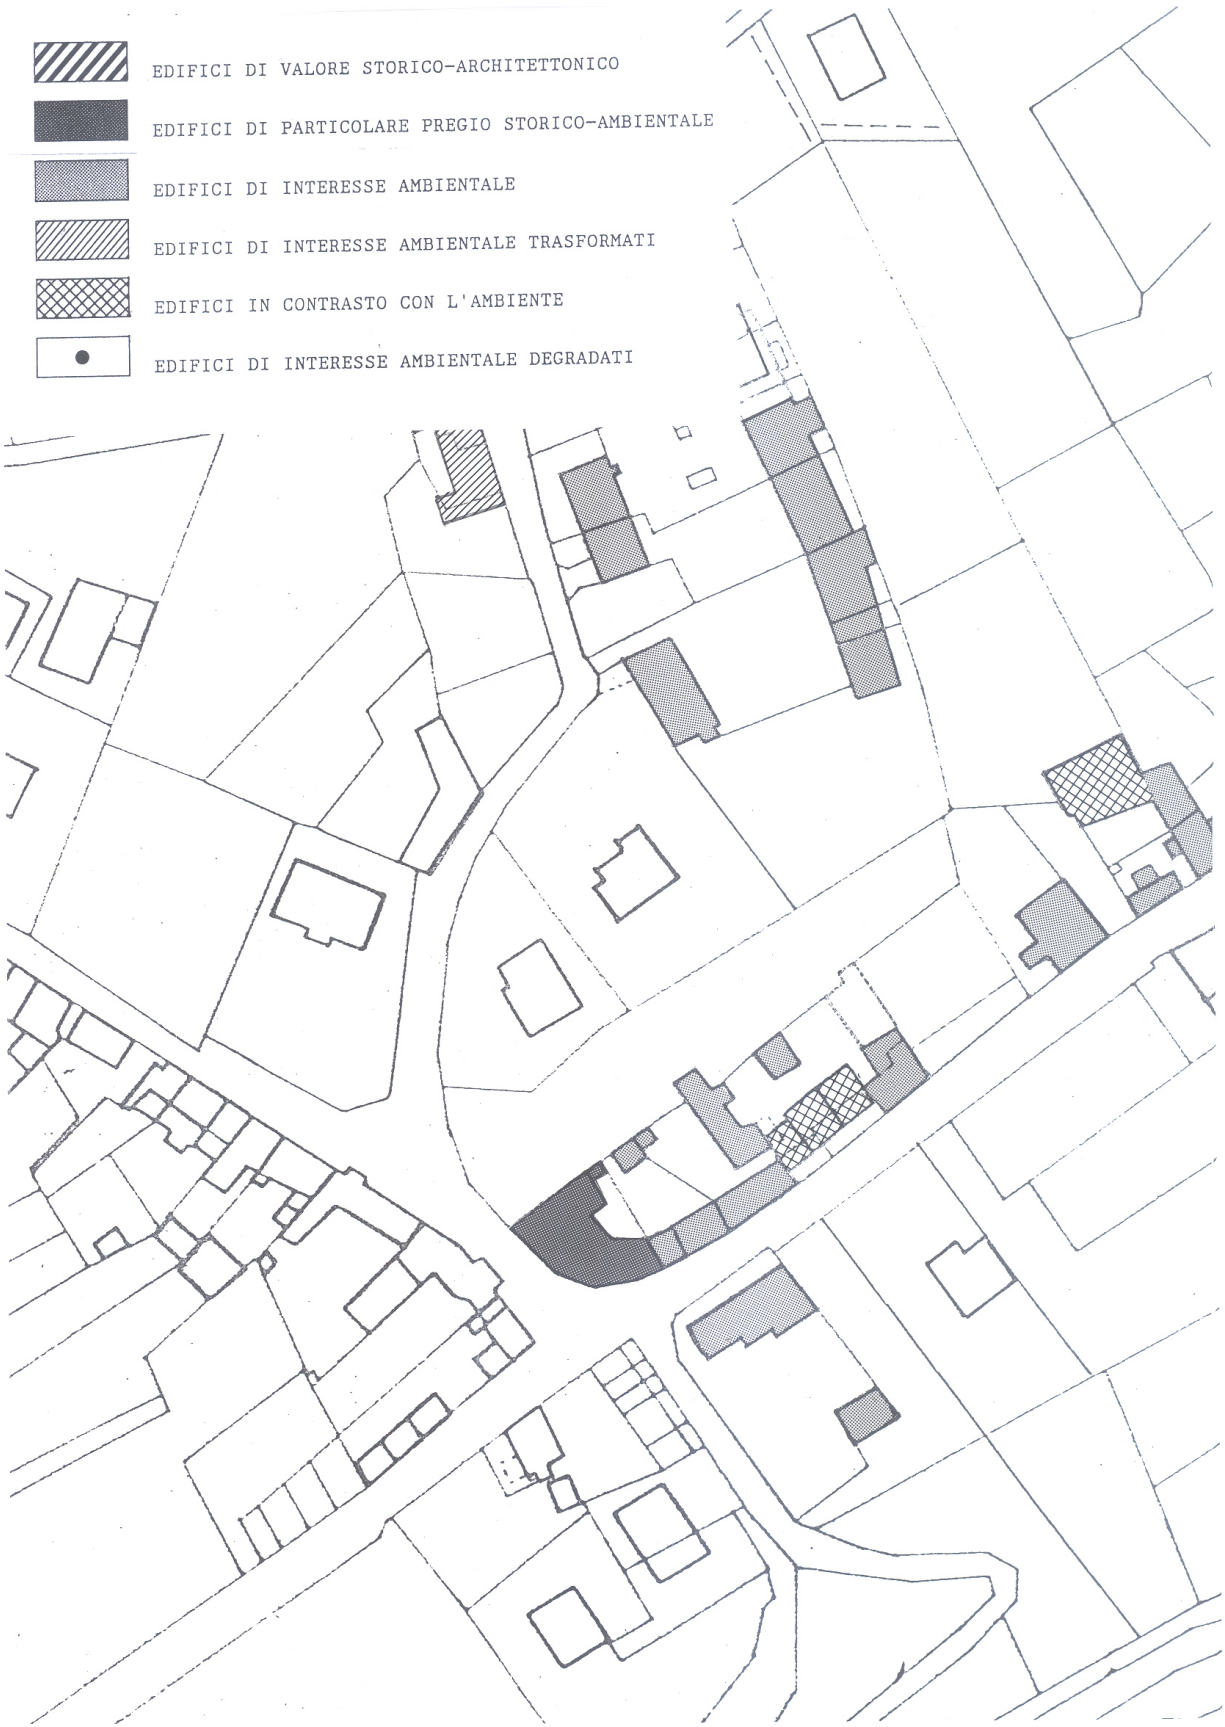 EDIFICI DI VALORE STORICO-ARCHITETTONICO
EDIFICI DI PARTICOLARE PREGIO STORICO-AMBIENTALE
EDIFICI DI INTERESSE AMBIENTALE
EDIFICI DI INTERESSE AMBIENTALE TRASFORMATI
EDIFICI IN CONTRASTO CON L'AMBIENTE
EDIFICI DI INTERESSE AMBIENTALE DEGRADATI